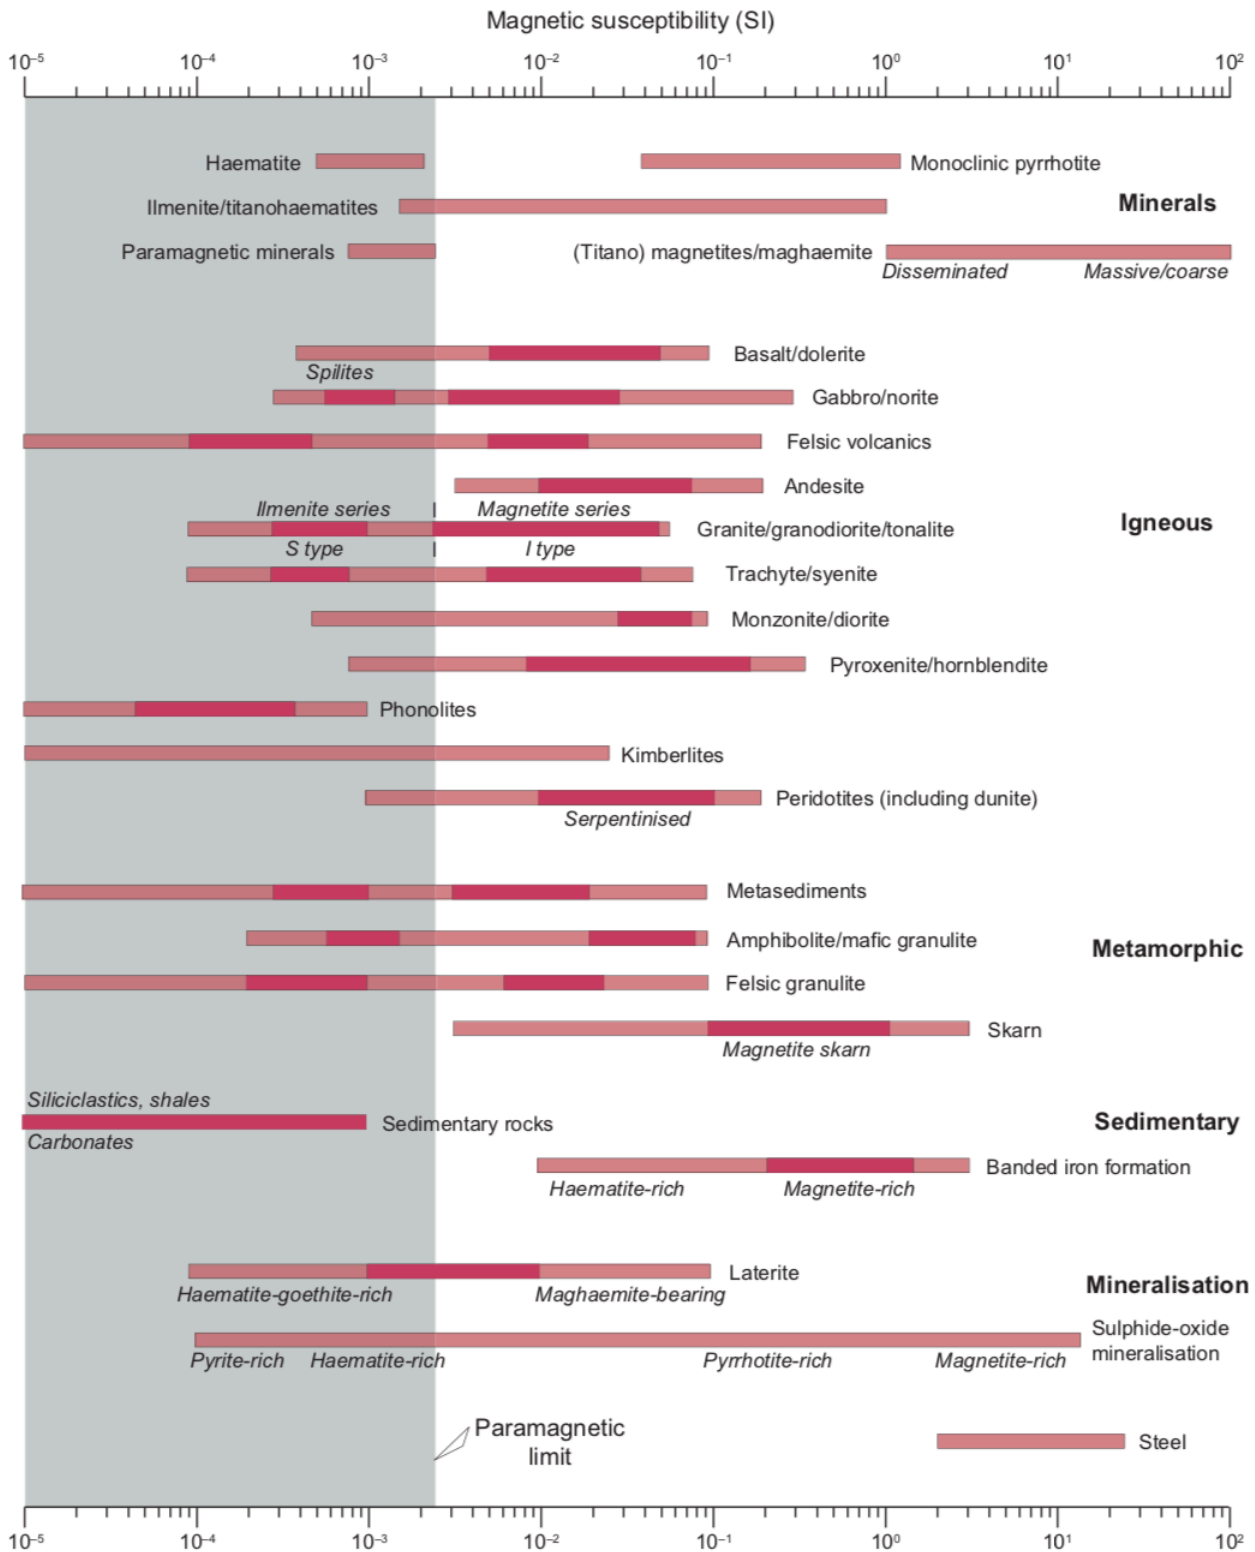 Magnetic susceptibility (SI)
10⁻⁵ 10⁻⁴ 10⁻³ 10⁻² 10⁻¹ 10⁰ 10¹ 10²
Haematite
Monoclinic pyrrhotite
Minerals
Ilmenite/titanohaematites
Paramagnetic minerals
(Titano) magnetites/maghaemite
Disseminated
Massive/coarse
Basalt/dolerite
Spilites
Gabbro/norite
Felsic volcanics
Andesite
Ilmenite series
Magnetite series
Igneous
Granite/granodiorite/tonalite
S type
I type
Trachyte/syenite
Monzonite/diorite
Pyroxenite/hornblendite
Phonolites
Kimberlites
Peridotites (including dunite)
Serpentinised
Metasediments
Amphibolite/mafic granulite
Metamorphic
Felsic granulite
Skarn
Magnetite skarn
Siliciclastics, shales
Sedimentary rocks
Sedimentary
Carbonates
Banded iron formation
Haematite-rich
Magnetite-rich
Laterite
Mineralisation
Haematite-goethite-rich
Maghaemite-bearing
Sulphide-oxide
mineralisation
Pyrite-rich
Haematite-rich
Pyrrhotite-rich
Magnetite-rich
Paramagnetic
limit
Steel
10⁻⁵ 10⁻⁴ 10⁻³ 10⁻² 10⁻¹ 10⁰ 10¹ 10²